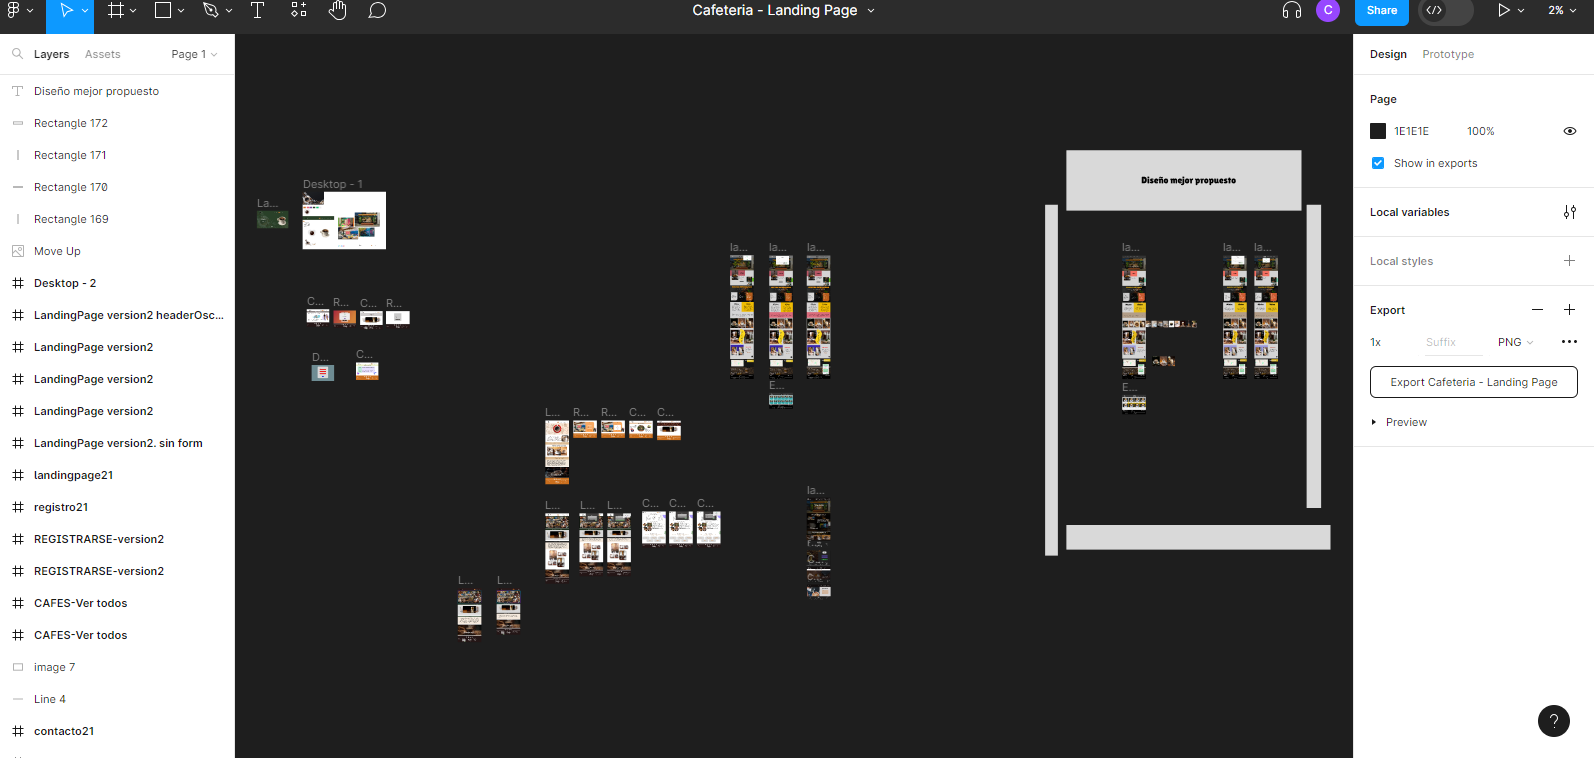 Cafeteria - Landing Page
C
Share
2%
Layers
Assets
Page 1
Diseño mejor propuesto
Rectangle 172
Rectangle 171
Rectangle 170
Rectangle 169
Move Up
Desktop - 2
LandingPage version2 headerOsc...
LandingPage version2
LandingPage version2
LandingPage version2
LandingPage version2. sin form
landingpage21
registro21
REGISTRARSE-version2
REGISTRARSE-version2
CAFES-Ver todos
CAFES-Ver todos
image 7
Line 4
contacto21
La...
Desktop - 1
C...
R...
C...
R...
D...
C...
la...
la...
la...
E...
L...
R...
R...
C...
C...
L...
L...
L...
C...
C...
C...
L...
L...
la...
Diseño mejor propuesto
la...
la...
la...
E...
Design
Prototype
Page
1E1E1E
100%
Show in exports
Local variables
Local styles
Export
1x
Suffix
PNG
Export Cafeteria - Landing Page
Preview
?